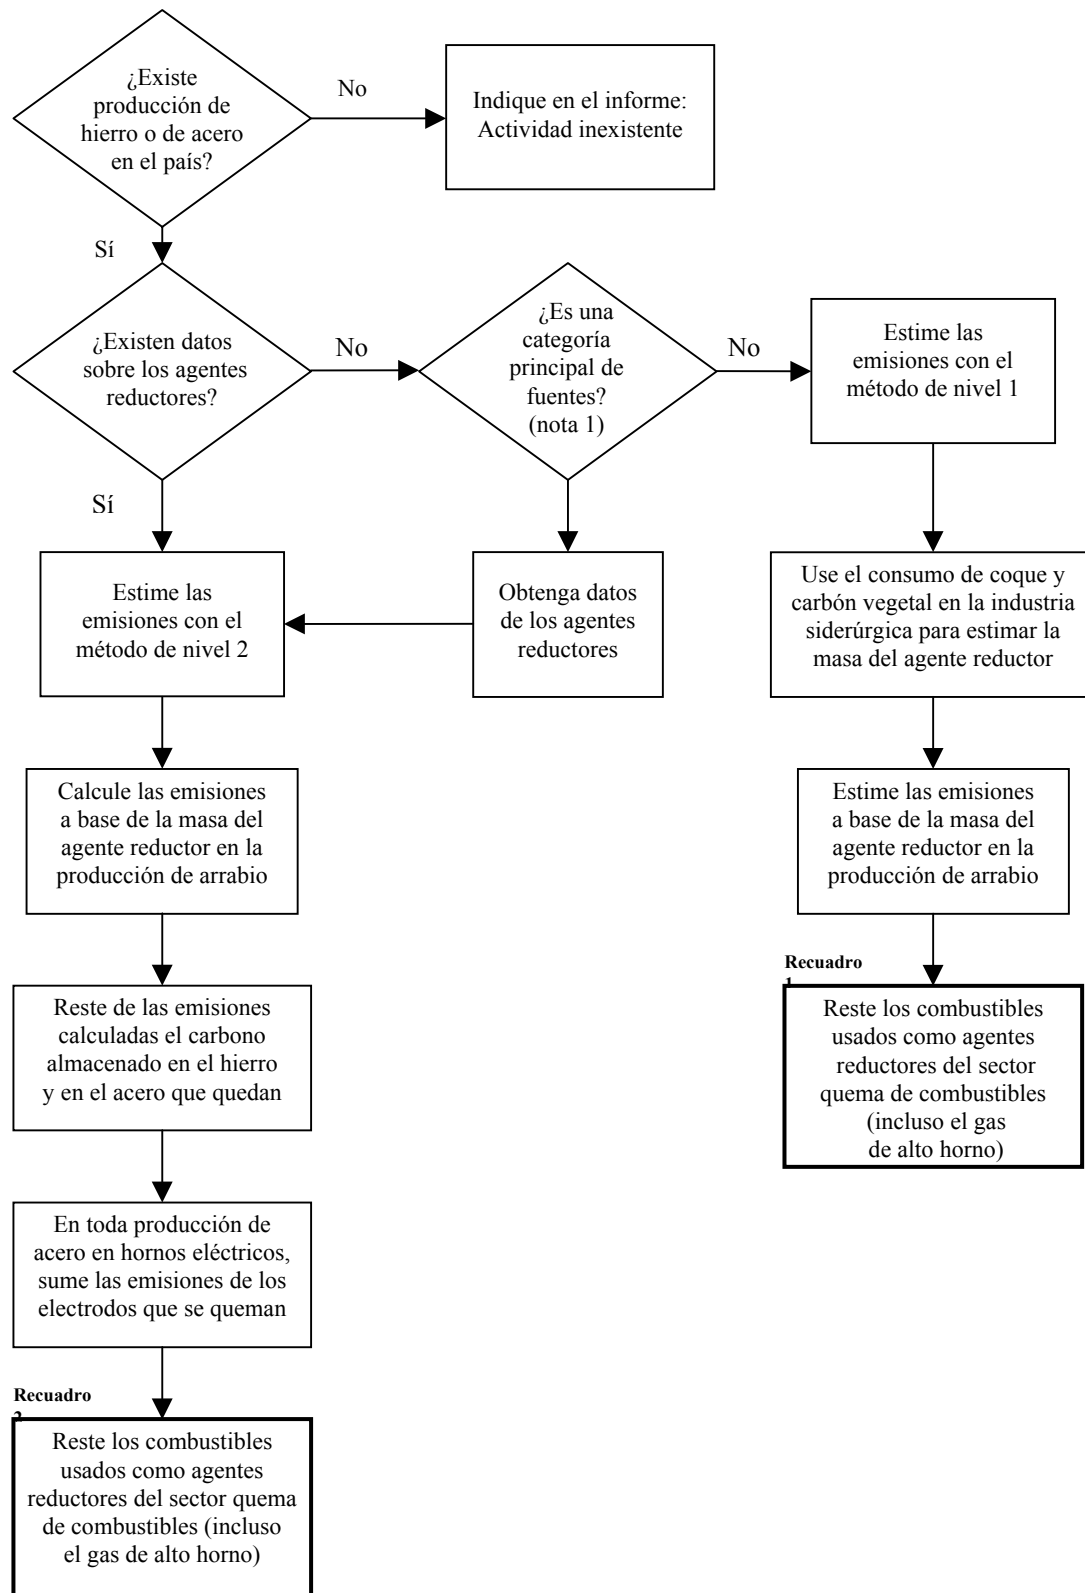 ¿Existe
producción de
hierro o de acero
en el país?
No
Indique en el informe:
Actividad inexistente
Sí
¿Existen datos
sobre los agentes
reductores?
No
¿Es una
categoría
principal de
fuentes?
(nota 1)
No
Estime las
emisiones con el
método de nivel 1
Sí
Estime las
emisiones con el
método de nivel 2
Obtenga datos
de los agentes
reductores
Use el consumo de coque y
carbón vegetal en la industria
siderúrgica para estimar la
masa del agente reductor
Calcule las emisiones
a base de la masa del
agente reductor en la
producción de arrabio
Estime las emisiones
a base de la masa del
agente reductor en la
producción de arrabio
Reste de las emisiones
calculadas el carbono
almacenado en el hierro
y en el acero que quedan
Recuadro
1
Reste los combustibles
usados como agentes
reductores del sector
quema de combustibles
(incluso el gas
de alto horno)
En toda producción de
acero en hornos eléctricos,
sume las emisiones de los
electrodos que se queman
Recuadro
2
Reste los combustibles
usados como agentes
reductores del sector quema
de combustibles (incluso
el gas de alto horno)